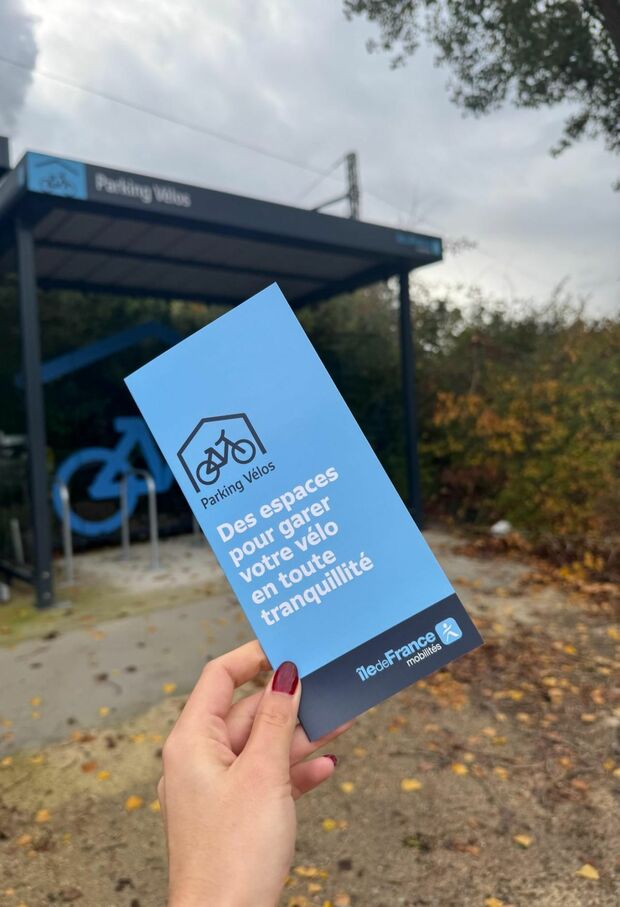 Parking Vélos
Parking Vélos
Des espaces
pour garer
votre vélo
en toute
tranquillité
îledeFrance
mobilités